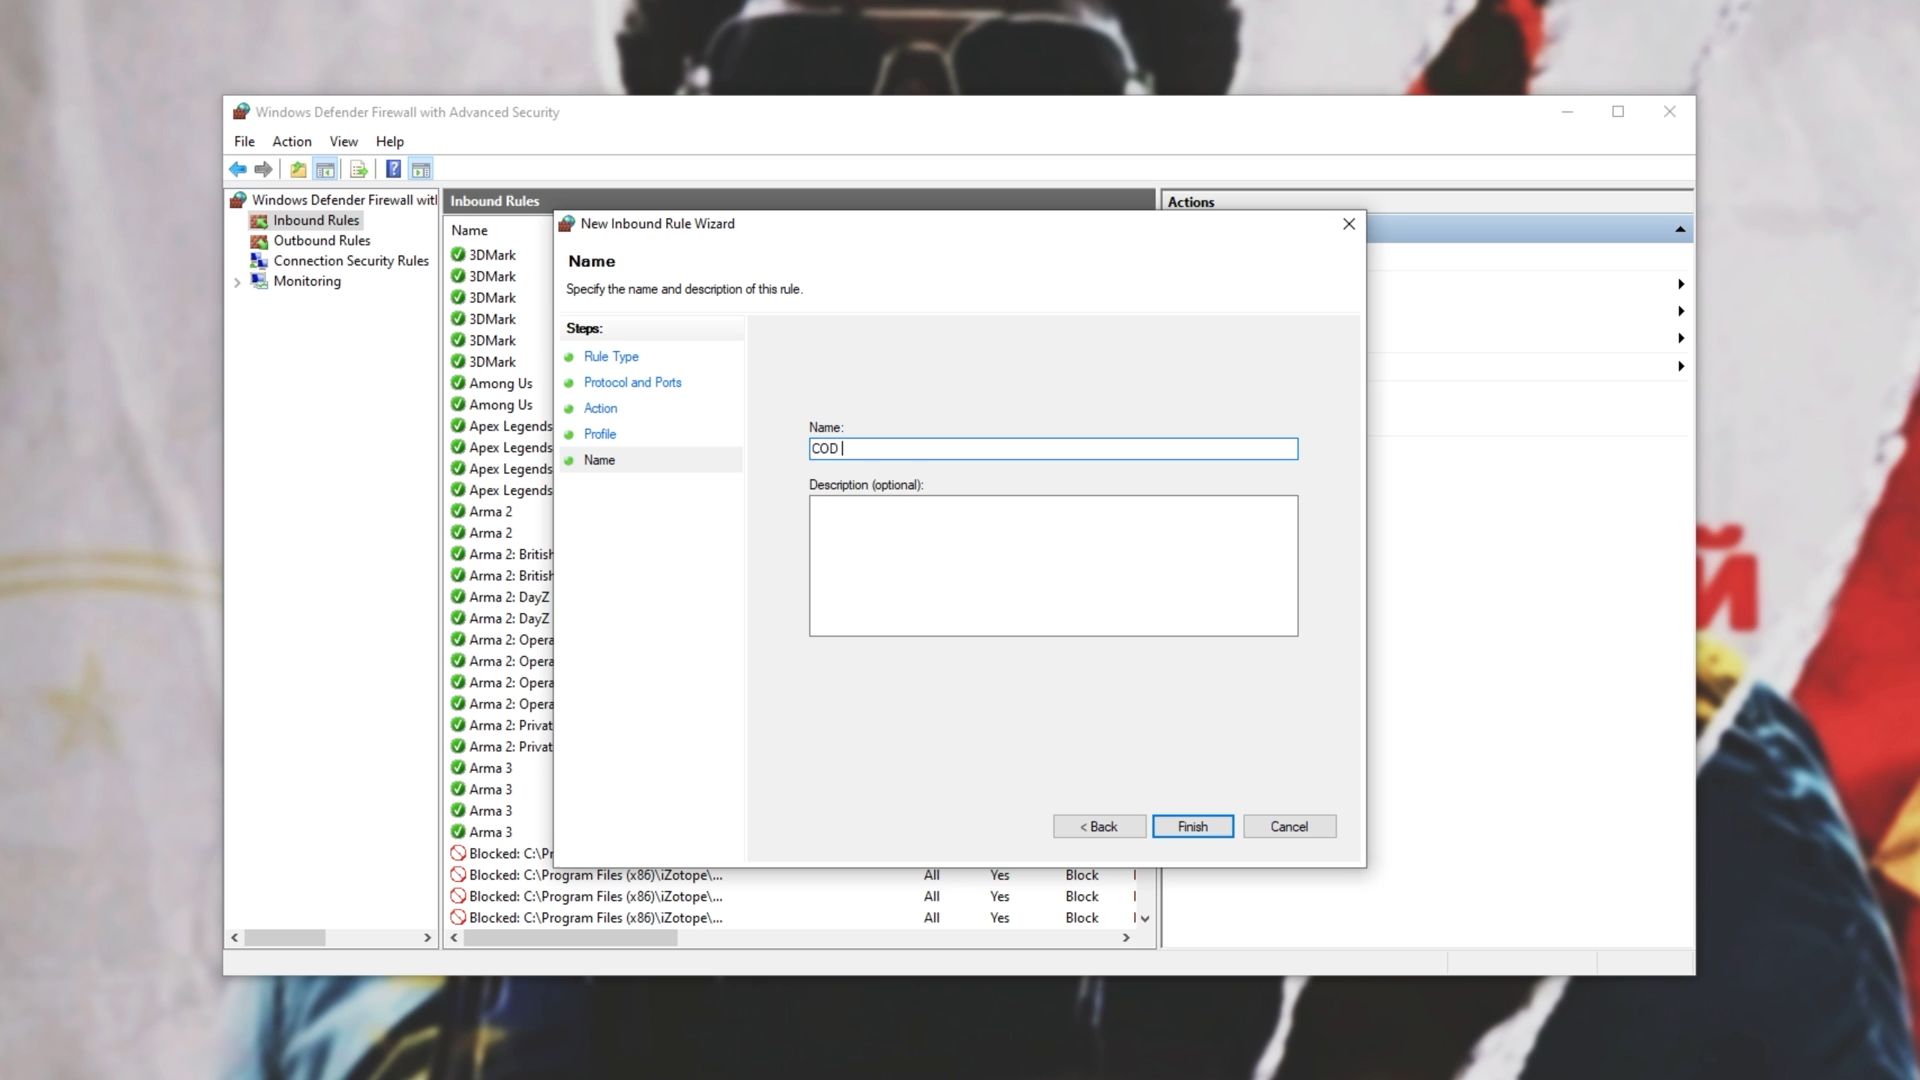 Windows Defender Firewall with Advanced Security
File Action View Help
Windows Defender Firewall with
Inbound Rules
Outbound Rules
Connection Security Rules
Monitoring
Inbound Rules
Name
3DMark
3DMark
3DMark
3DMark
3DMark
3DMark
Among Us
Among Us
Apex Legends
Apex Legends
Apex Legends
Apex Legends
Arma 2
Arma 2
Arma 2: British
Arma 2: British
Arma 2: DayZ
Arma 2: DayZ
Arma 2: Opera
Arma 2: Opera
Arma 2: Opera
Arma 2: Opera
Arma 2: Privat
Arma 2: Privat
Arma 3
Arma 3
Arma 3
Arma 3
Blocked: C:\Pr
Blocked: C:\Program Files (x86)\iZotope\... All Yes Block
Blocked: C:\Program Files (x86)\iZotope\... All Yes Block
Blocked: C:\Program Files (x86)\iZotope\... All Yes Block
New Inbound Rule Wizard
Name
Specify the name and description of this rule.
Steps:
Rule Type
Protocol and Ports
Action
Profile
Name
Name:
COD
Description (optional):
< Back
Finish
Cancel
Actions
Й